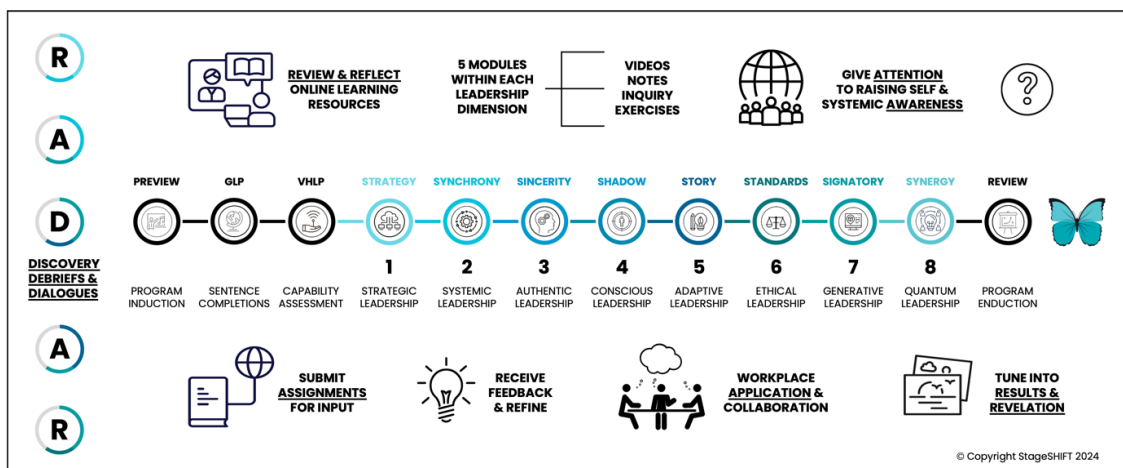 R
REVIEW & REFLECT
ONLINE LEARNING
RESOURCES
5 MODULES
WITHIN EACH
LEADERSHIP
DIMENSION
VIDEOS
NOTES
INQUIRY
EXERCISES
GIVE ATTENTION
TO RAISING SELF &
SYSTEMIC AWARENESS
?
A
PREVIEW
GLP
VHLP
STRATEGY
SYNCHRONY
SINCERITY
SHADOW
STORY
STANDARDS
SIGNATORY
SYNERGY
REVIEW
D
DISCOVERY
DEBRIEFS &
DIALOGUES
1
2
3
4
5
6
7
8
PROGRAM
INDUCTION
SENTENCE
COMPLETIONS
CAPABILITY
ASSESSMENT
STRATEGIC
LEADERSHIP
SYSTEMIC
LEADERSHIP
AUTHENTIC
LEADERSHIP
CONSCIOUS
LEADERSHIP
ADAPTIVE
LEADERSHIP
ETHICAL
LEADERSHIP
GENERATIVE
LEADERSHIP
QUANTUM
LEADERSHIP
PROGRAM
ENDUCTION
A
SUBMIT
ASSIGNMENTS
FOR INPUT
RECEIVE
FEEDBACK
& REFINE
WORKPLACE
APPLICATION &
COLLABORATION
TUNE INTO
RESULTS &
REVELATION
R
© Copyright StageSHIFT 2024